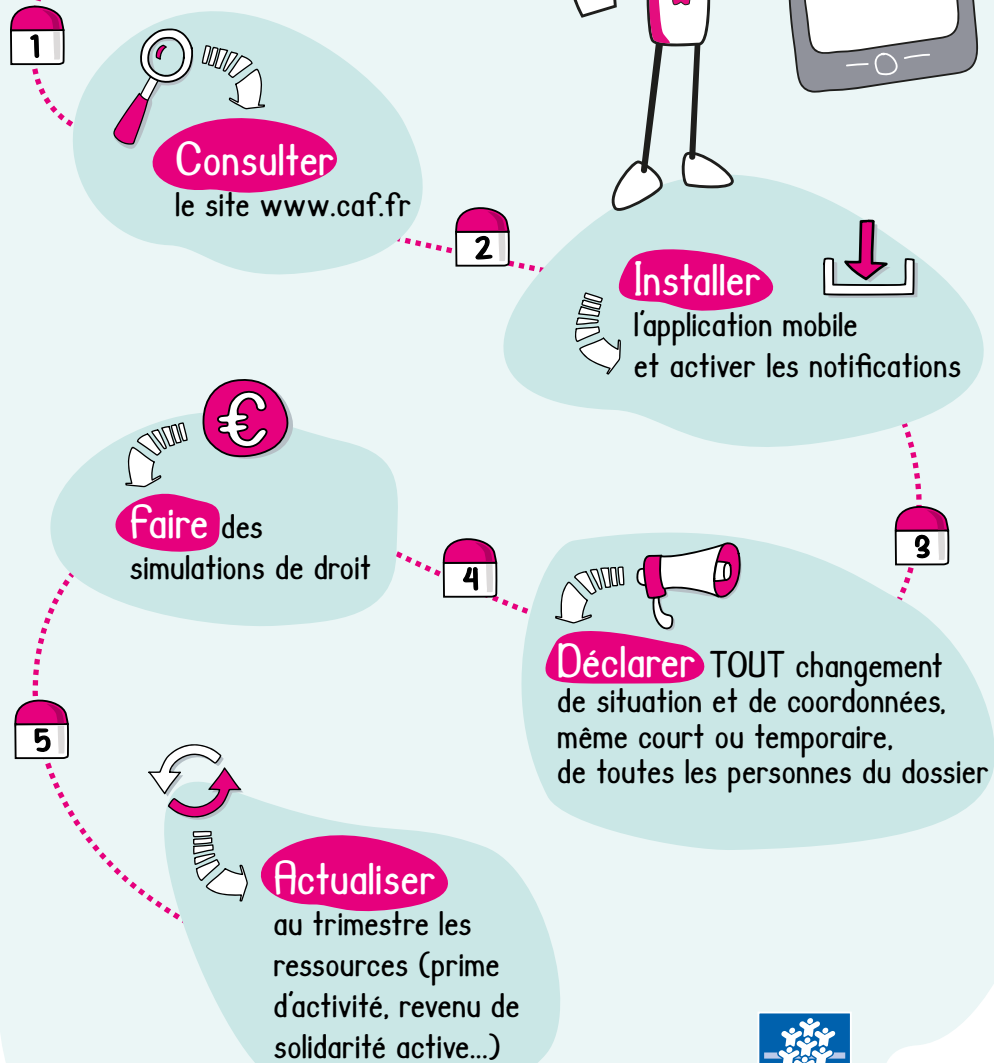 1
Consulter
le site www.caf.fr
2
Installer
l'application mobile
et activer les notifications
3
Déclarer TOUT changement
de situation et de coordonnées,
même court ou temporaire,
de toutes les personnes du dossier
4
Faire des
simulations de droit
5
Actualiser
au trimestre les
ressources (prime
d'activité, revenu de
solidarité active...)